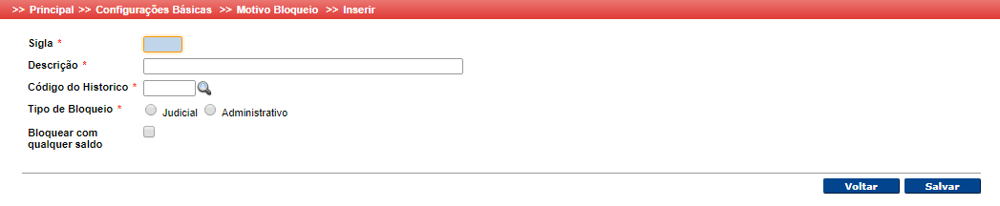 >> Principal >> Configurações Básicas >> Motivo Bloqueio >> Inserir
Sigla *
Descrição *
Código do Historico *
Tipo de Bloqueio * Judicial Administrativo
Bloquear com
qualquer saldo
Voltar Salvar